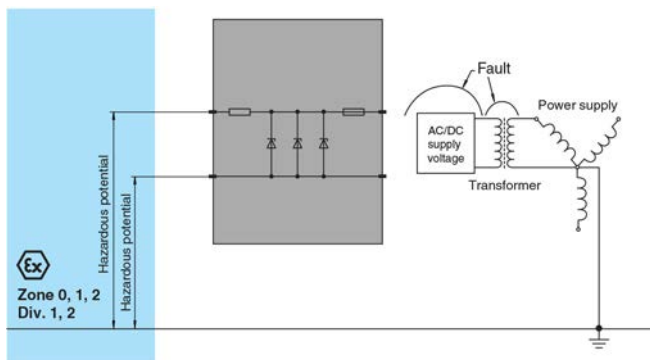 Fault
Power supply
AC/DC
supply
voltage
Transformer
Hazardous potential
Hazardous potential
Ex
Zone 0, 1, 2
Div. 1, 2